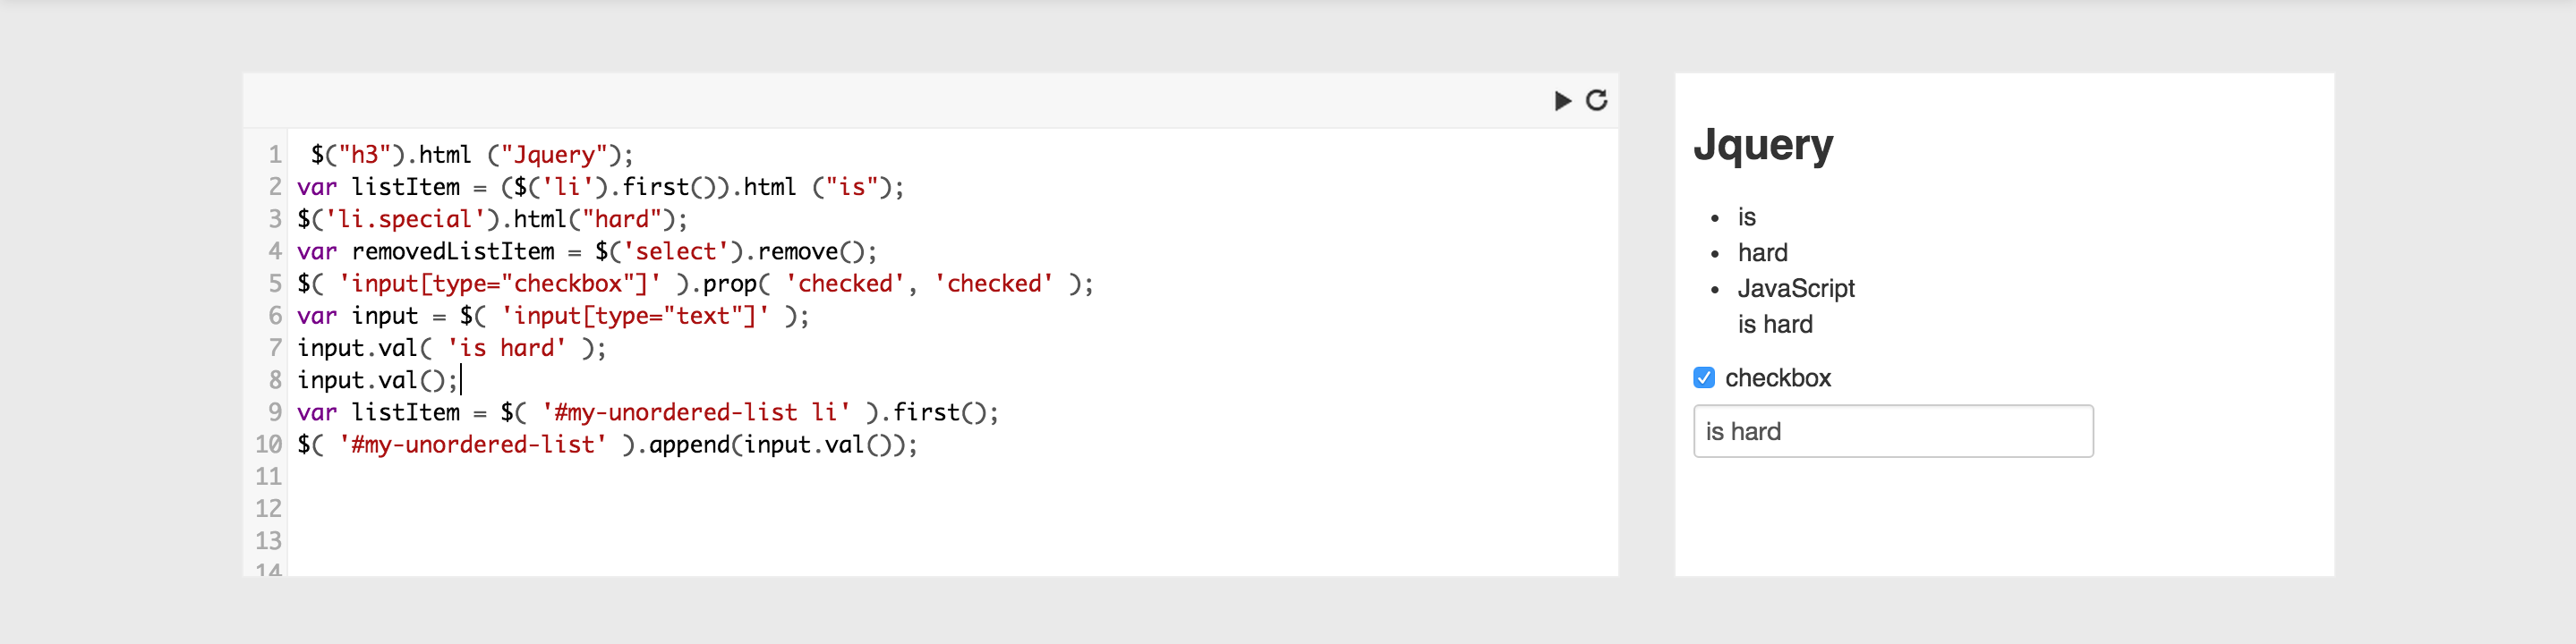 1 $("h3").html ("Jquery");
2 var listItem = ($('li').first()).html ("is");
3 $('li.special').html("hard");
4 var removedListItem = $('select').remove();
5 $( 'input[type="checkbox"]' ).prop( 'checked', 'checked' );
6 var input = $( 'input[type="text"]' );
7 input.val( 'is hard' );
8 input.val();
9 var listItem = $( '#my-unordered-list li' ).first();
10 $( '#my-unordered-list' ).append(input.val());
11
12
13
14
Jquery
• is
• hard
• JavaScript
is hard
checkbox
is hard